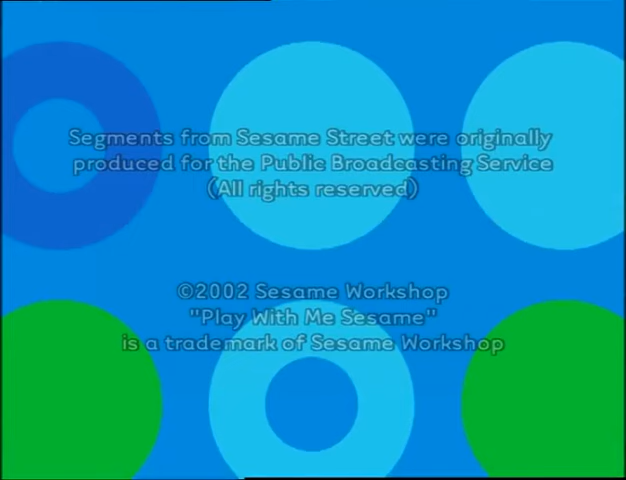 Segments from Sesame Street were originally
produced for the Public Broadcasting Service
(All rights reserved)
©2002 Sesame Workshop
"Play With Me Sesame"
is a trademark of Sesame Workshop